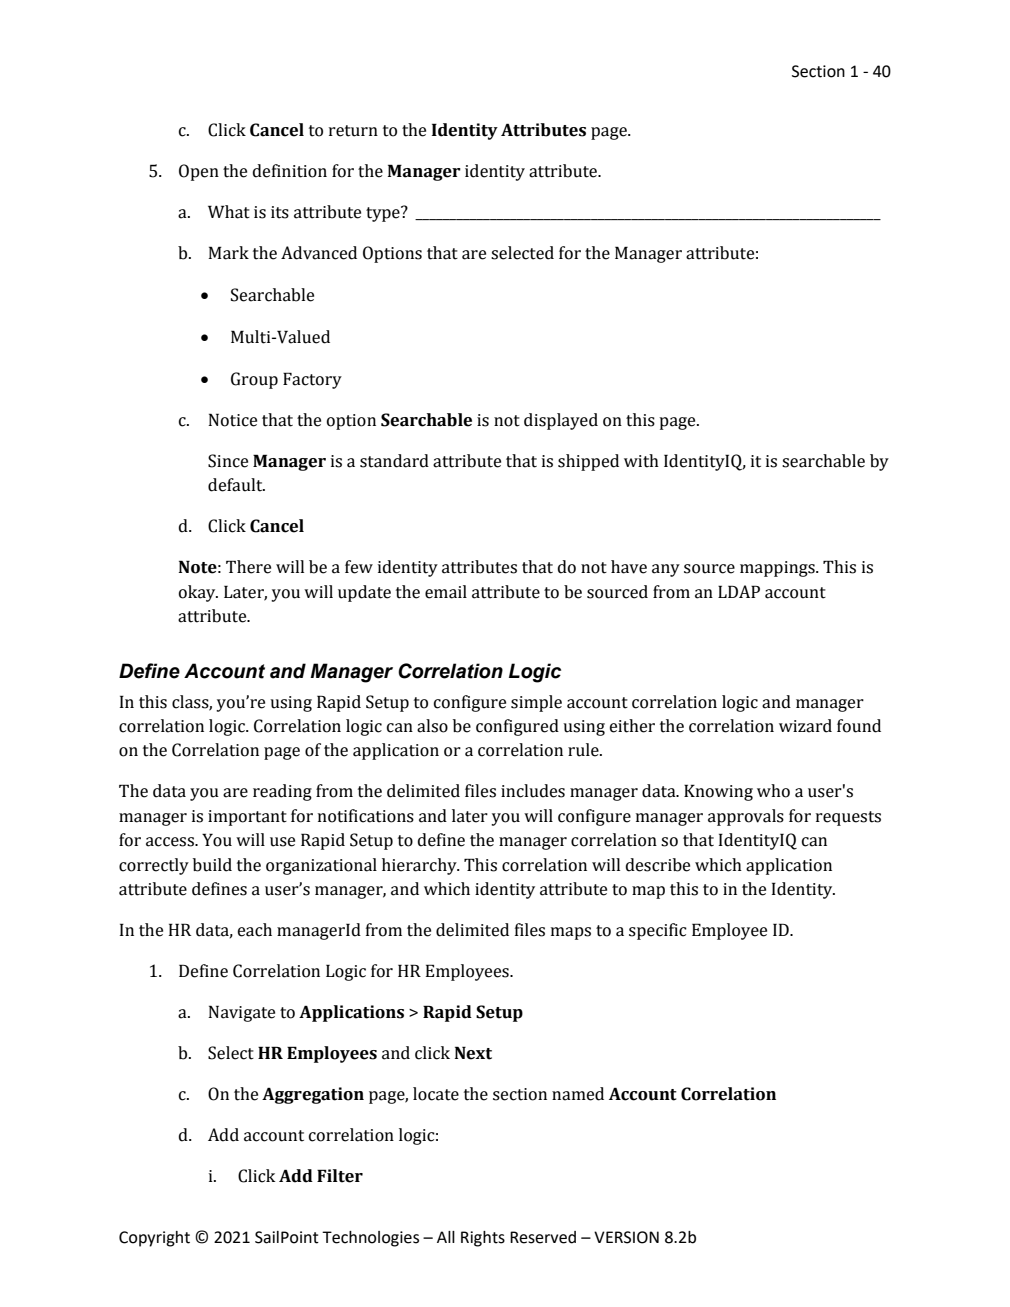 Section 1 - 40
c. Click Cancel to return to the Identity Attributes page.
5. Open the definition for the Manager identity attribute.
a. What is its attribute type? _______________________________________________________________
b. Mark the Advanced Options that are selected for the Manager attribute:
• Searchable
• Multi-Valued
• Group Factory
c. Notice that the option Searchable is not displayed on this page.
Since Manager is a standard attribute that is shipped with IdentityIQ, it is searchable by
default.
d. Click Cancel
Note: There will be a few identity attributes that do not have any source mappings. This is
okay. Later, you will update the email attribute to be sourced from an LDAP account
attribute.
Define Account and Manager Correlation Logic
In this class, you’re using Rapid Setup to configure simple account correlation logic and manager
correlation logic. Correlation logic can also be configured using either the correlation wizard found
on the Correlation page of the application or a correlation rule.
The data you are reading from the delimited files includes manager data. Knowing who a user's
manager is important for notifications and later you will configure manager approvals for requests
for access. You will use Rapid Setup to define the manager correlation so that IdentityIQ can
correctly build the organizational hierarchy. This correlation will describe which application
attribute defines a user’s manager, and which identity attribute to map this to in the Identity.
In the HR data, each managerId from the delimited files maps to a specific Employee ID.
1. Define Correlation Logic for HR Employees.
a. Navigate to Applications > Rapid Setup
b. Select HR Employees and click Next
c. On the Aggregation page, locate the section named Account Correlation
d. Add account correlation logic:
i. Click Add Filter
Copyright © 2021 SailPoint Technologies – All Rights Reserved – VERSION 8.2b